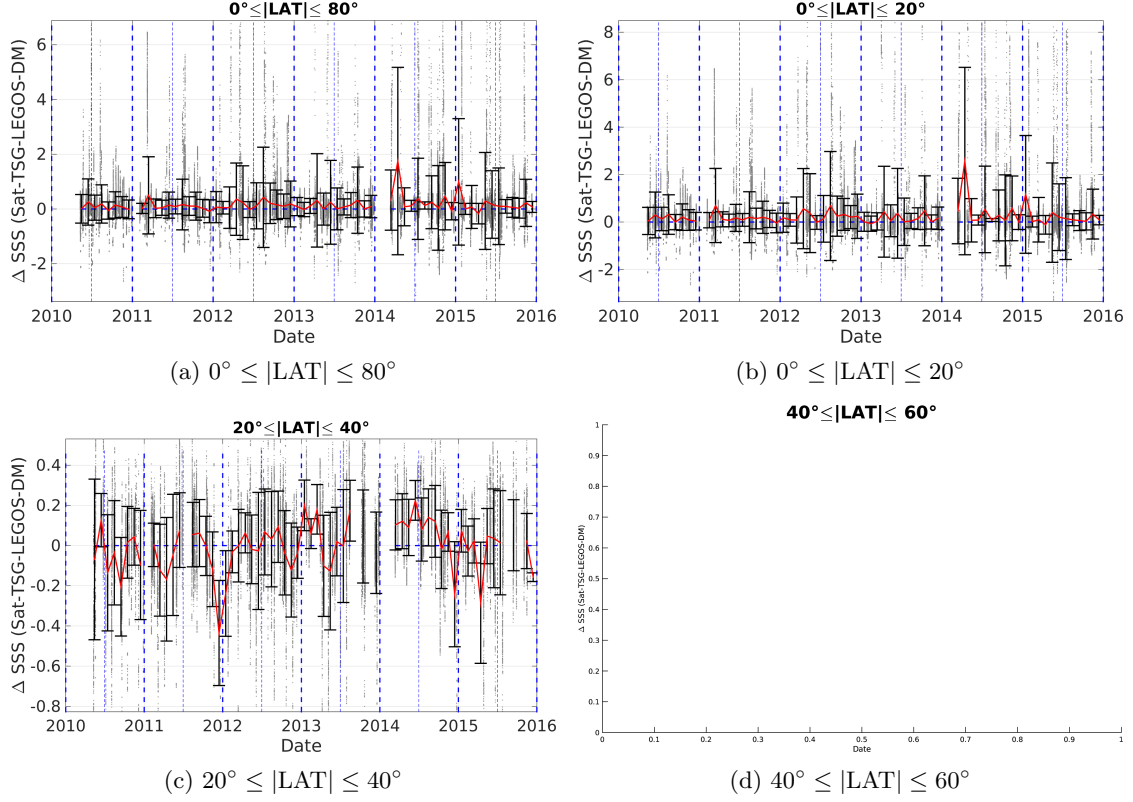 0°≤|LAT|≤ 80°
Δ SSS (Sat-TSG-LEGOS-DM)
6
4
2
0
-2
2010 2011 2012 2013 2014 2015 2016
Date
(a) 0° ≤ |LAT| ≤ 80°
0°≤|LAT|≤ 20°
Δ SSS (Sat-TSG-LEGOS-DM)
8
6
4
2
0
-2
2010 2011 2012 2013 2014 2015 2016
Date
(b) 0° ≤ |LAT| ≤ 20°
20°≤|LAT|≤ 40°
Δ SSS (Sat-TSG-LEGOS-DM)
0.4
0.2
0
-0.2
-0.4
-0.6
-0.8
2010 2011 2012 2013 2014 2015 2016
Date
(c) 20° ≤ |LAT| ≤ 40°
40°≤|LAT|≤ 60°
Δ SSS (Sat-TSG-LEGOS-DM)
1
0.9
0.8
0.7
0.6
0.5
0.4
0.3
0.2
0.1
0
0 0.1 0.2 0.3 0.4 0.5 0.6 0.7 0.8 0.9 1
Date
(d) 40° ≤ |LAT| ≤ 60°